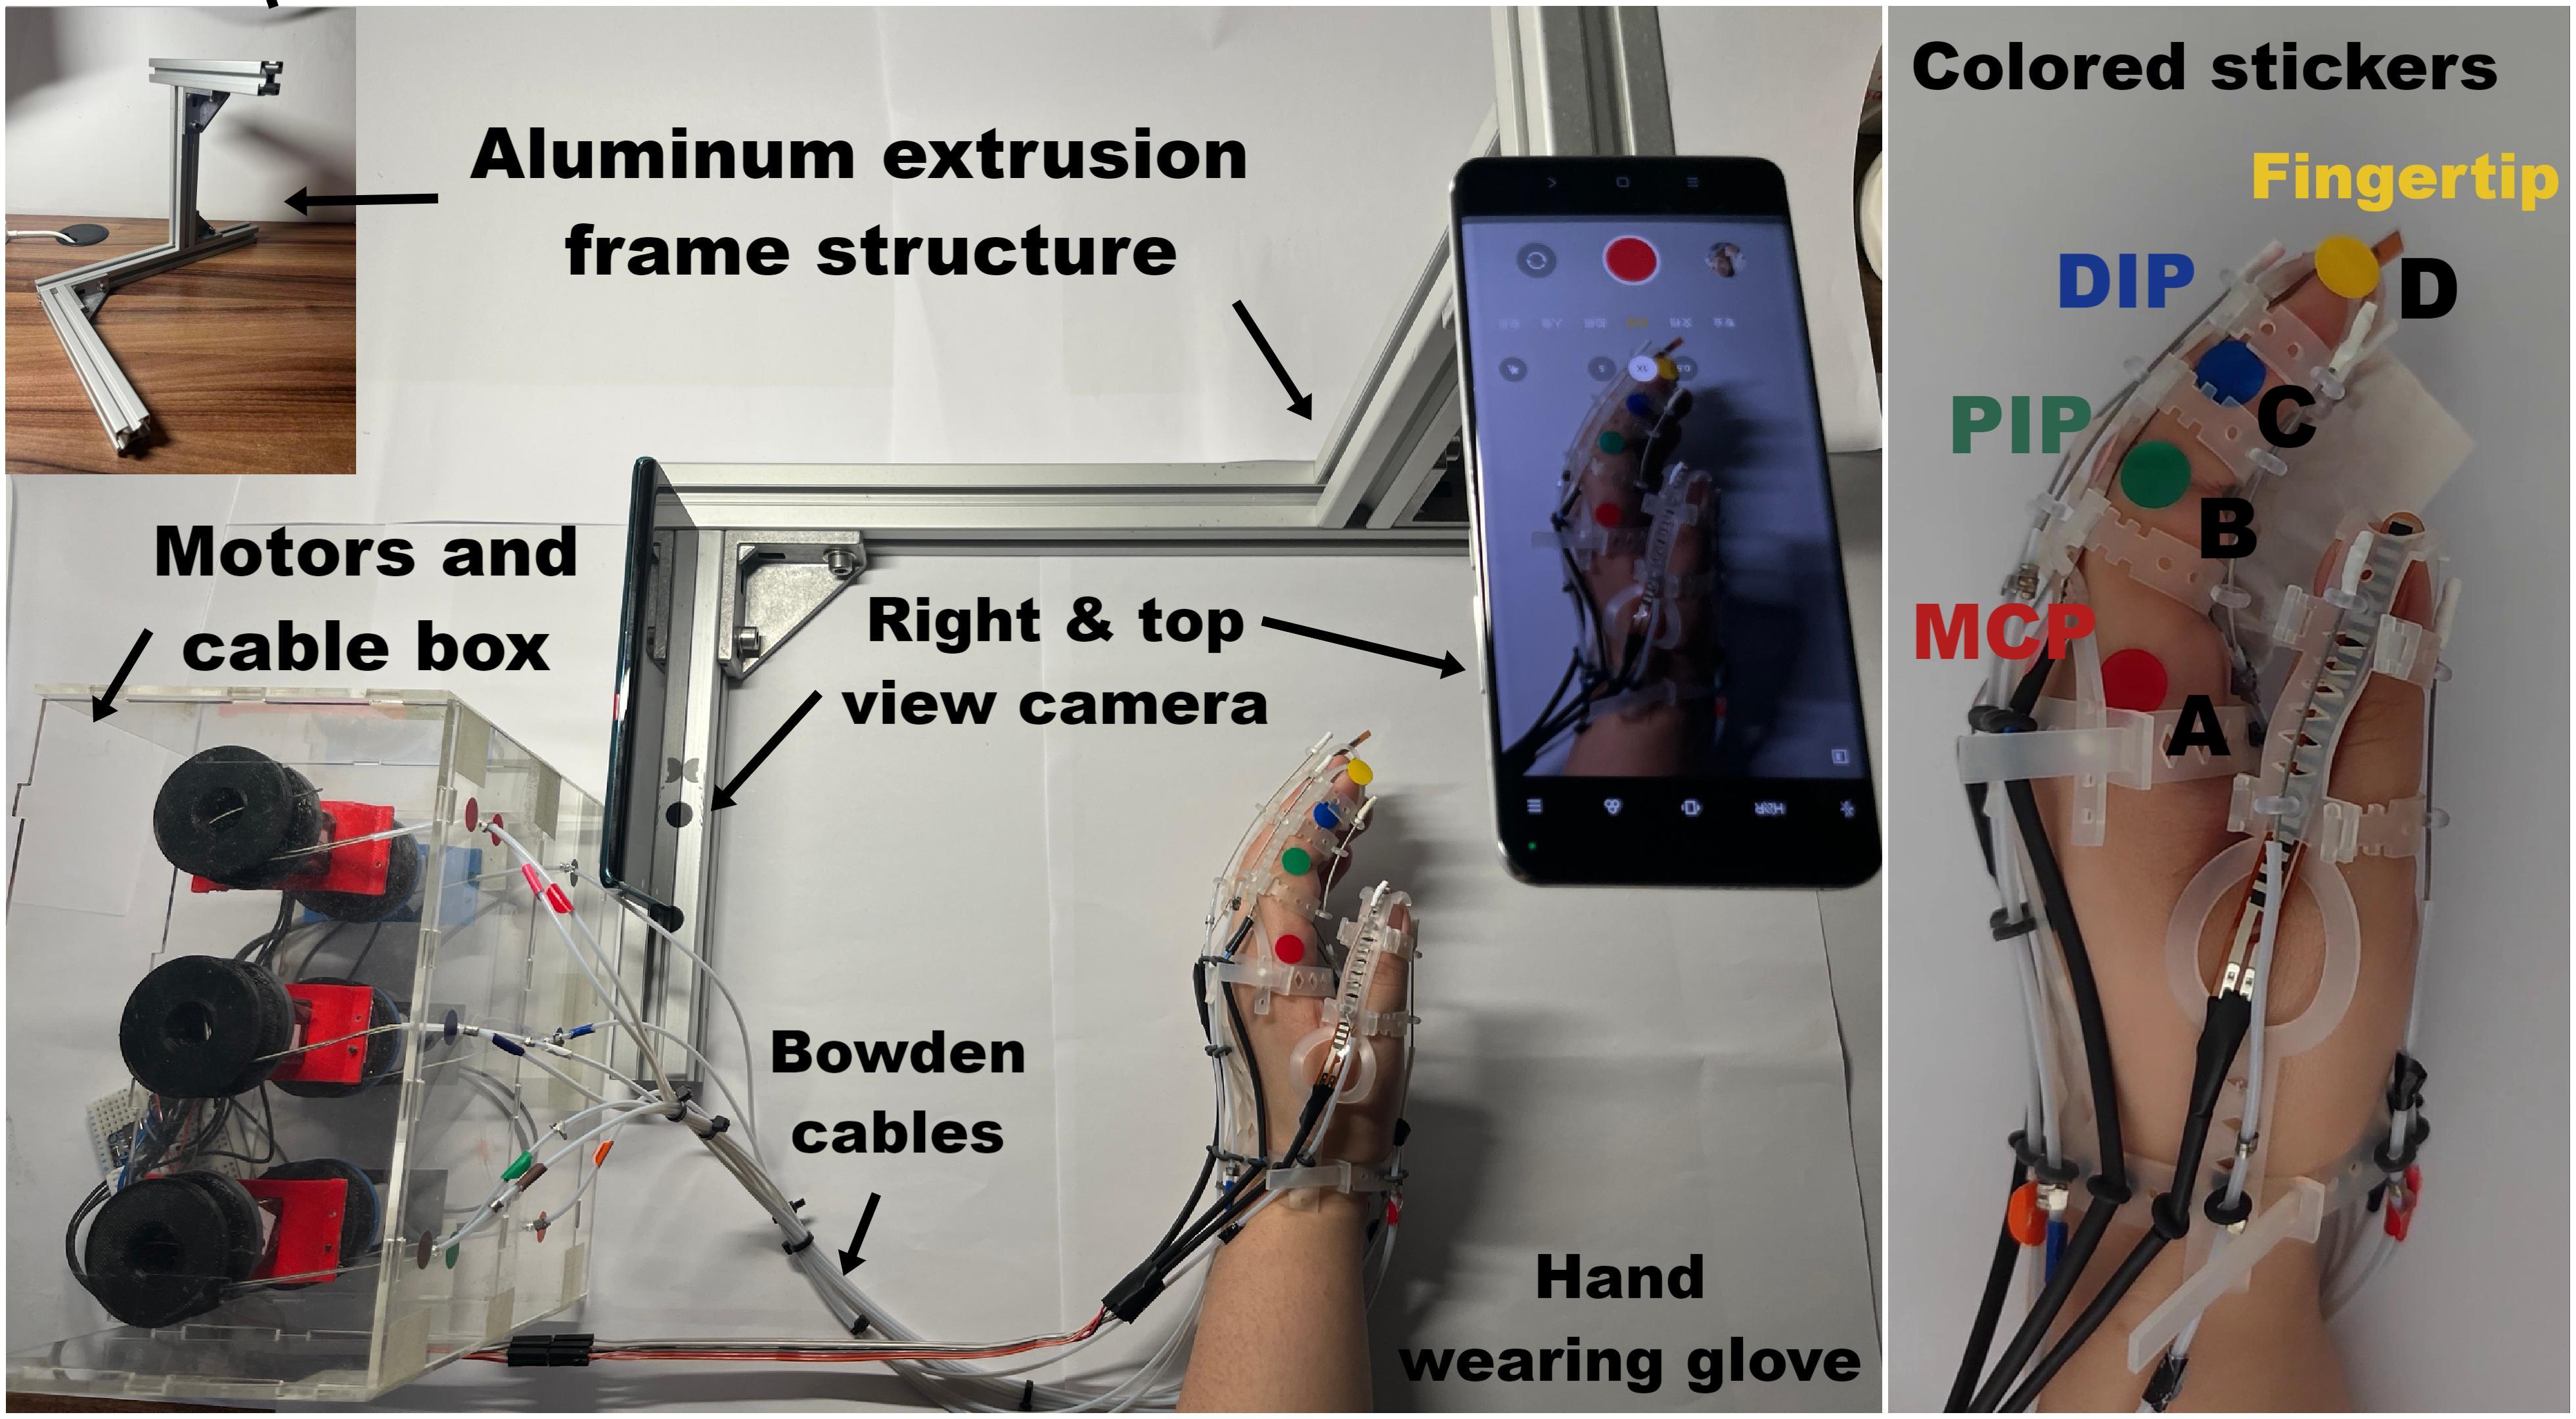 Aluminum extrusion
frame structure
Motors and
cable box
Right & top
view camera
Bowden
cables
Hand
wearing glove
Colored stickers
Fingertip
DIP
D
PIP
C
B
MCP
A